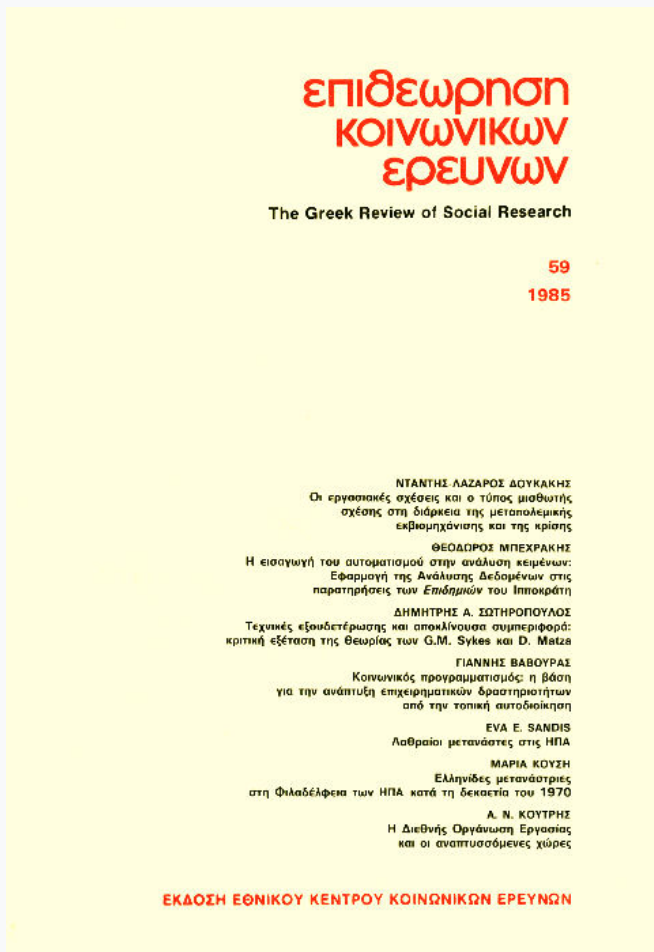 επιθεωρηση
κοινωνικων
ερευνων
The Greek Review of Social Research
59
1985
ΝΤΑΝΤΗΣ-ΛΑΖΑΡΟΣ ΔΟΥΚΑΚΗΣ
Οι εργασιακές σχέσεις και ο τύπος μισθωτής
σχέσης στη διάρκεια της μεταπολεμικής
εκβιομηχάνισης και της κρίσης
ΘΕΟΔΩΡΟΣ ΜΠΕΧΡΑΚΗΣ
Η εισαγωγή του αυτοματισμού στην ανάλυση κειμένων:
Εφαρμογή της Ανάλυσης Δεδομένων στις
παρατηρήσεις των Επιδημιών του Ιπποκράτη
ΔΗΜΗΤΡΗΣ Α. ΣΩΤΗΡΟΠΟΥΛΟΣ
Τεχνικές εξουδετέρωσης και αποκλίνουσα συμπεριφορά:
κριτική εξέταση της θεωρίας των G.M. Sykes και D. Matza
ΓΙΑΝΝΗΣ ΒΑΒΟΥΡΑΣ
Κοινωνικός προγραμματισμός: η βάση
για την ανάπτυξη επιχειρηματικών δραστηριοτήτων
από την τοπική αυτοδιοίκηση
EVA E. SANDIS
Λαθραίοι μετανάστες στις ΗΠΑ
ΜΑΡΙΑ ΚΟΥΣΗ
Ελληνίδες μετανάστριες
στη Φιλαδέλφεια των ΗΠΑ κατά τη δεκαετία του 1970
Α. Ν. ΚΟΥΤΡΗΣ
Η Διεθνής Οργάνωση Εργασίας
και οι αναπτυσσόμενες χώρες
ΕΚΔΟΣΗ ΕΘΝΙΚΟΥ ΚΕΝΤΡΟΥ ΚΟΙΝΩΝΙΚΩΝ ΕΡΕΥΝΩΝ